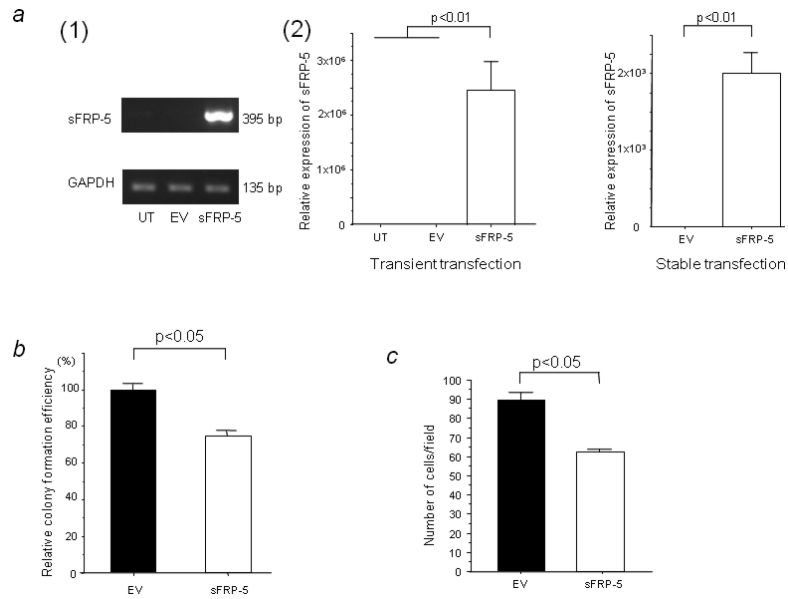 a
(1)
sFRP-5
395 bp
GAPDH
135 bp
UT EV sFRP-5
(2)
p<0.01
Relative expression of sFRP-5
3x10⁶
2x10⁶
1x10⁶
0
UT EV sFRP-5
Transient transfection
p<0.01
Relative expression of sFRP-5
2x10³
1x10³
0
EV sFRP-5
Stable transfection
b
p<0.05
(%)
Relative colony formation efficiency
100
80
60
40
20
0
EV sFRP-5
c
p<0.05
Number of cells/field
100
90
80
70
60
50
40
30
20
10
0
EV sFRP-5